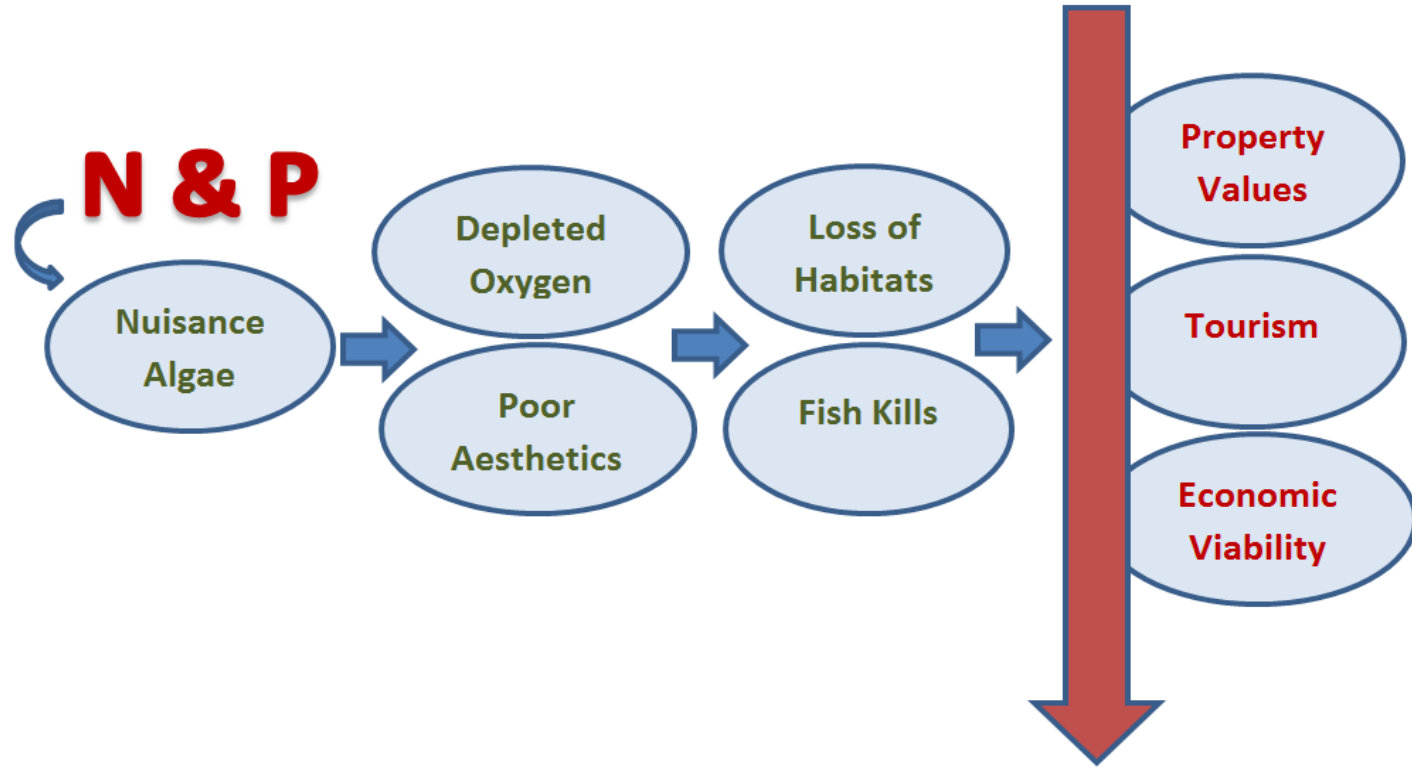 N & P
Nuisance
Algae
Depleted
Oxygen
Poor
Aesthetics
Loss of
Habitats
Fish Kills
Property
Values
Tourism
Economic
Viability